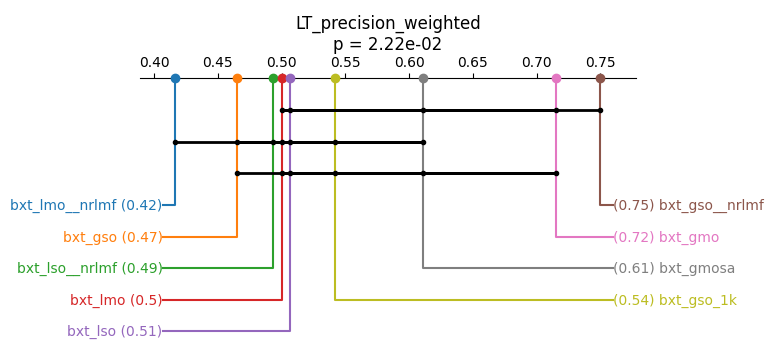 LT_precision_weighted
p = 2.22e-02
0.40 0.45 0.50 0.55 0.60 0.65 0.70 0.75
bxt_lmo__nrlmf (0.42) (0.75) bxt_gso__nrlmf
bxt_gso (0.47) (0.72) bxt_gmo
bxt_lso__nrlmf (0.49) (0.61) bxt_gmosa
bxt_lmo (0.5) (0.54) bxt_gso_1k
bxt_lso (0.51)